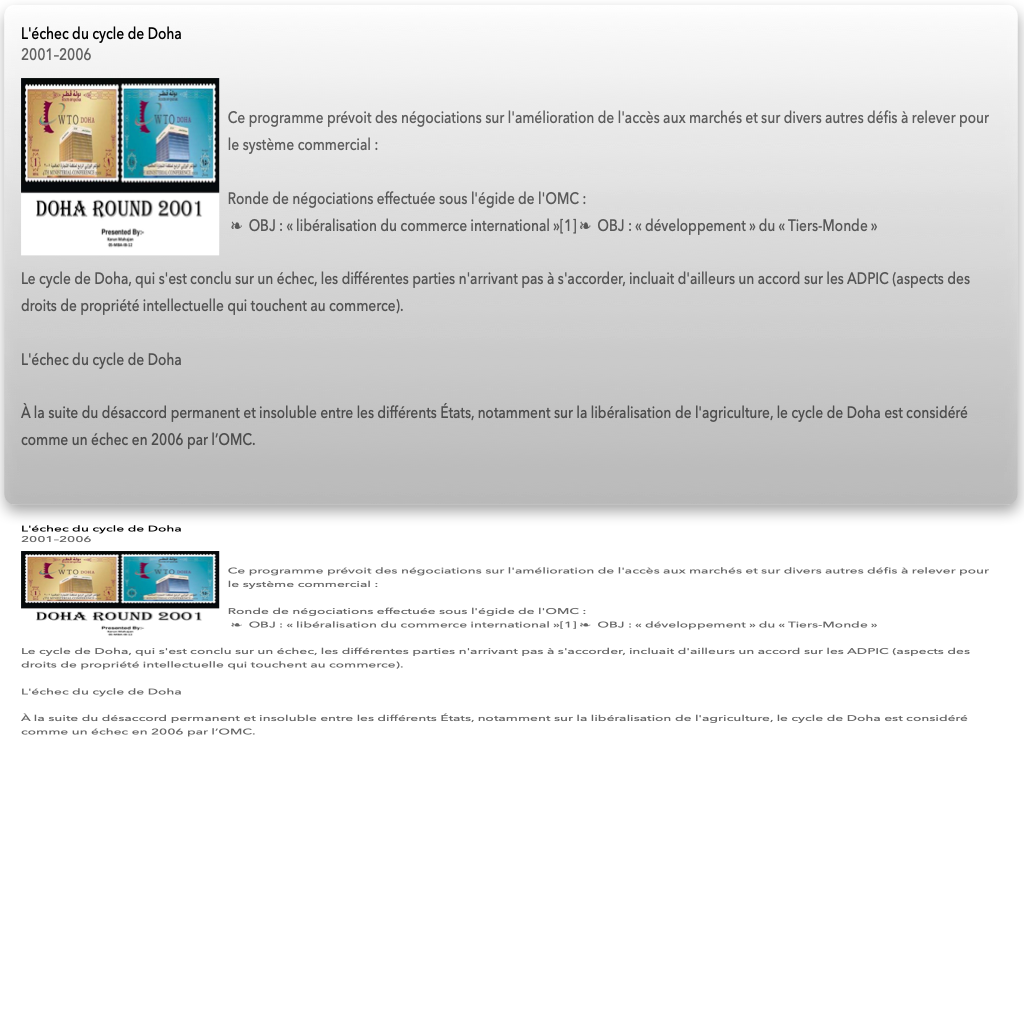 L'échec du cycle de Doha
2001–2006
WTO DOHA
WTO DOHA
DOHA ROUND 2001
Presented By:-
Ce programme prévoit des négociations sur l'amélioration de l'accès aux marchés et sur divers autres défis à relever pour
le système commercial :
Ronde de négociations effectuée sous l'égide de l'OMC :
❧ OBJ : « libéralisation du commerce international »[1]❧ OBJ : « développement » du « Tiers-Monde »
Le cycle de Doha, qui s'est conclu sur un échec, les différentes parties n'arrivant pas à s'accorder, incluait d'ailleurs un accord sur les ADPIC (aspects des
droits de propriété intellectuelle qui touchent au commerce).
L'échec du cycle de Doha
À la suite du désaccord permanent et insoluble entre les différents États, notamment sur la libéralisation de l'agriculture, le cycle de Doha est considéré
comme un échec en 2006 par l’OMC.
L'échec du cycle de Doha
2001–2006
WTO DOHA
WTO DOHA
DOHA ROUND 2001
Presented By:-
Ce programme prévoit des négociations sur l'amélioration de l'accès aux marchés et sur divers autres défis à relever pour
le système commercial :
Ronde de négociations effectuée sous l'égide de l'OMC :
❧ OBJ : « libéralisation du commerce international »[1]❧ OBJ : « développement » du « Tiers-Monde »
Le cycle de Doha, qui s'est conclu sur un échec, les différentes parties n'arrivant pas à s'accorder, incluait d'ailleurs un accord sur les ADPIC (aspects des
droits de propriété intellectuelle qui touchent au commerce).
L'échec du cycle de Doha
À la suite du désaccord permanent et insoluble entre les différents États, notamment sur la libéralisation de l'agriculture, le cycle de Doha est considéré
comme un échec en 2006 par l’OMC.